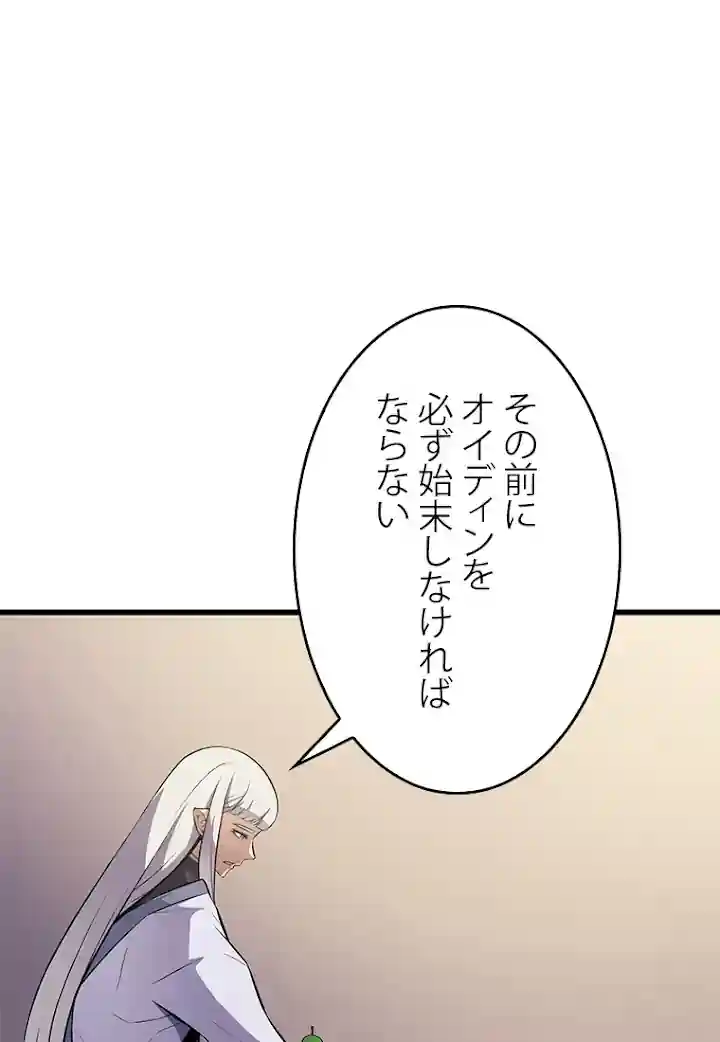 その前に
オイディンを
必ず始末しなければ
ならない